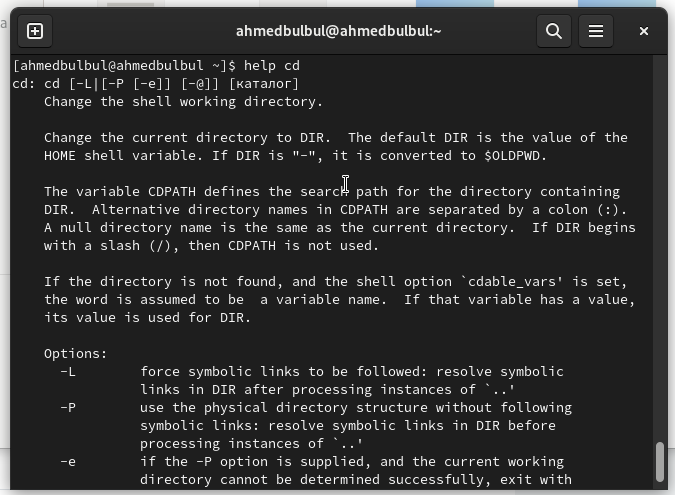 ahmedbulbul@ahmedbulbul:~
[ahmedbulbul@ahmedbulbul ~]$ help cd
cd: cd [-L|[-P [-e]] [-@]] [каталог]
Change the shell working directory.
Change the current directory to DIR.  The default DIR is the value of the
HOME shell variable. If DIR is "-", it is converted to $OLDPWD.
The variable CDPATH defines the search path for the directory containing
DIR.  Alternative directory names in CDPATH are separated by a colon (:).
A null directory name is the same as the current directory.  If DIR begins
with a slash (/), then CDPATH is not used.
If the directory is not found, and the shell option `cdable_vars' is set,
the word is assumed to be  a variable name.  If that variable has a value,
its value is used for DIR.
Options:
-L	force symbolic links to be followed: resolve symbolic
links in DIR after processing instances of `..'
-P	use the physical directory structure without following
symbolic links: resolve symbolic links in DIR before
processing instances of `..'
-e	if the -P option is supplied, and the current working
directory cannot be determined successfully, exit with